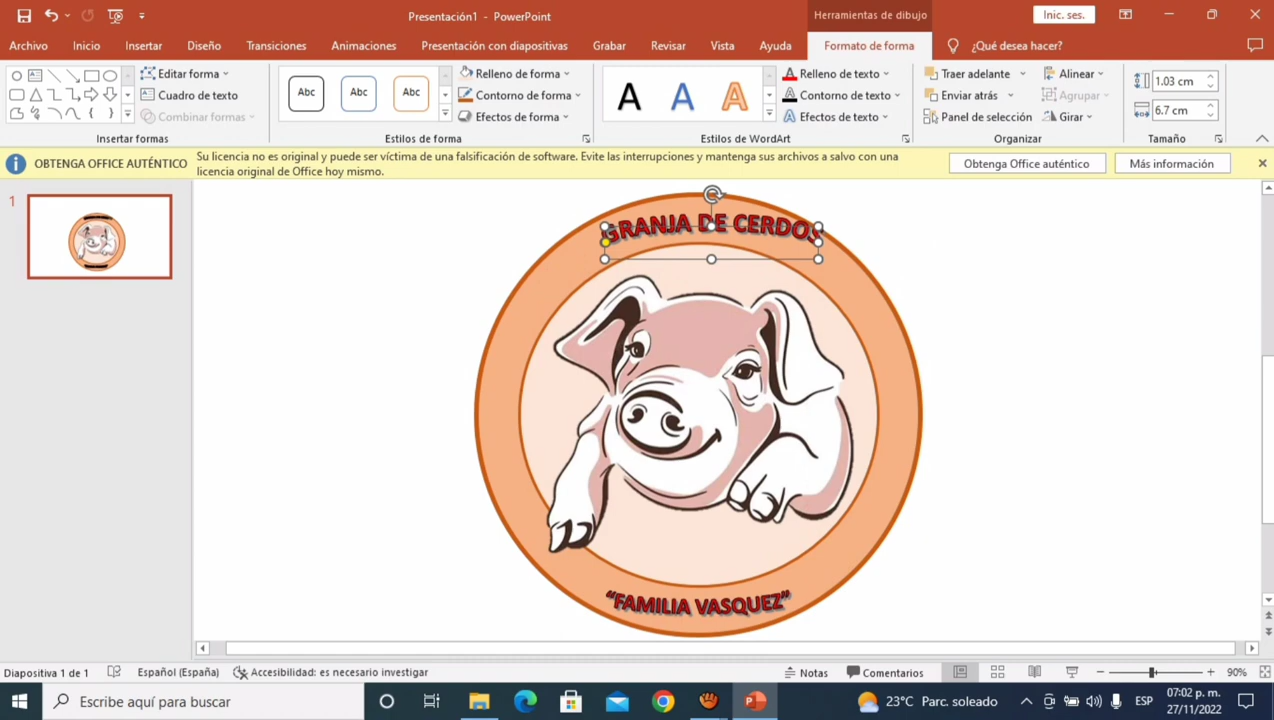 Presentación1 - PowerPoint
Herramientas de dibujo
Inic. ses.
Archivo
Inicio
Insertar
Diseño
Transiciones
Animaciones
Presentación con diapositivas
Grabar
Revisar
Vista
Ayuda
Formato de forma
¿Qué desea hacer?
Editar forma
Cuadro de texto
Combinar formas
Insertar formas
Abc
Abc
Abc
Relleno de forma
Contorno de forma
Efectos de forma
Estilos de forma
A A A
Relleno de texto
Contorno de texto
Efectos de texto
Estilos de WordArt
Traer adelante
Enviar atrás
Panel de selección
Alinear
Agrupar
Girar
Organizar
1.03 cm
6.7 cm
Tamaño
OBTENGA OFFICE AUTÉNTICO
Su licencia no es original y puede ser víctima de una falsificación de software. Evite las interrupciones y mantenga sus archivos a salvo con una
licencia original de Office hoy mismo.
Obtenga Office auténtico
Más información
1
GRANJA DE CERDOS
“FAMILIA VASQUEZ”
Diapositiva 1 de 1
Español (España)
Accesibilidad: es necesario investigar
Notas
Comentarios
90%
Escribe aquí para buscar
23°C Parc. soleado
ESP
07:02 p. m.
27/11/2022